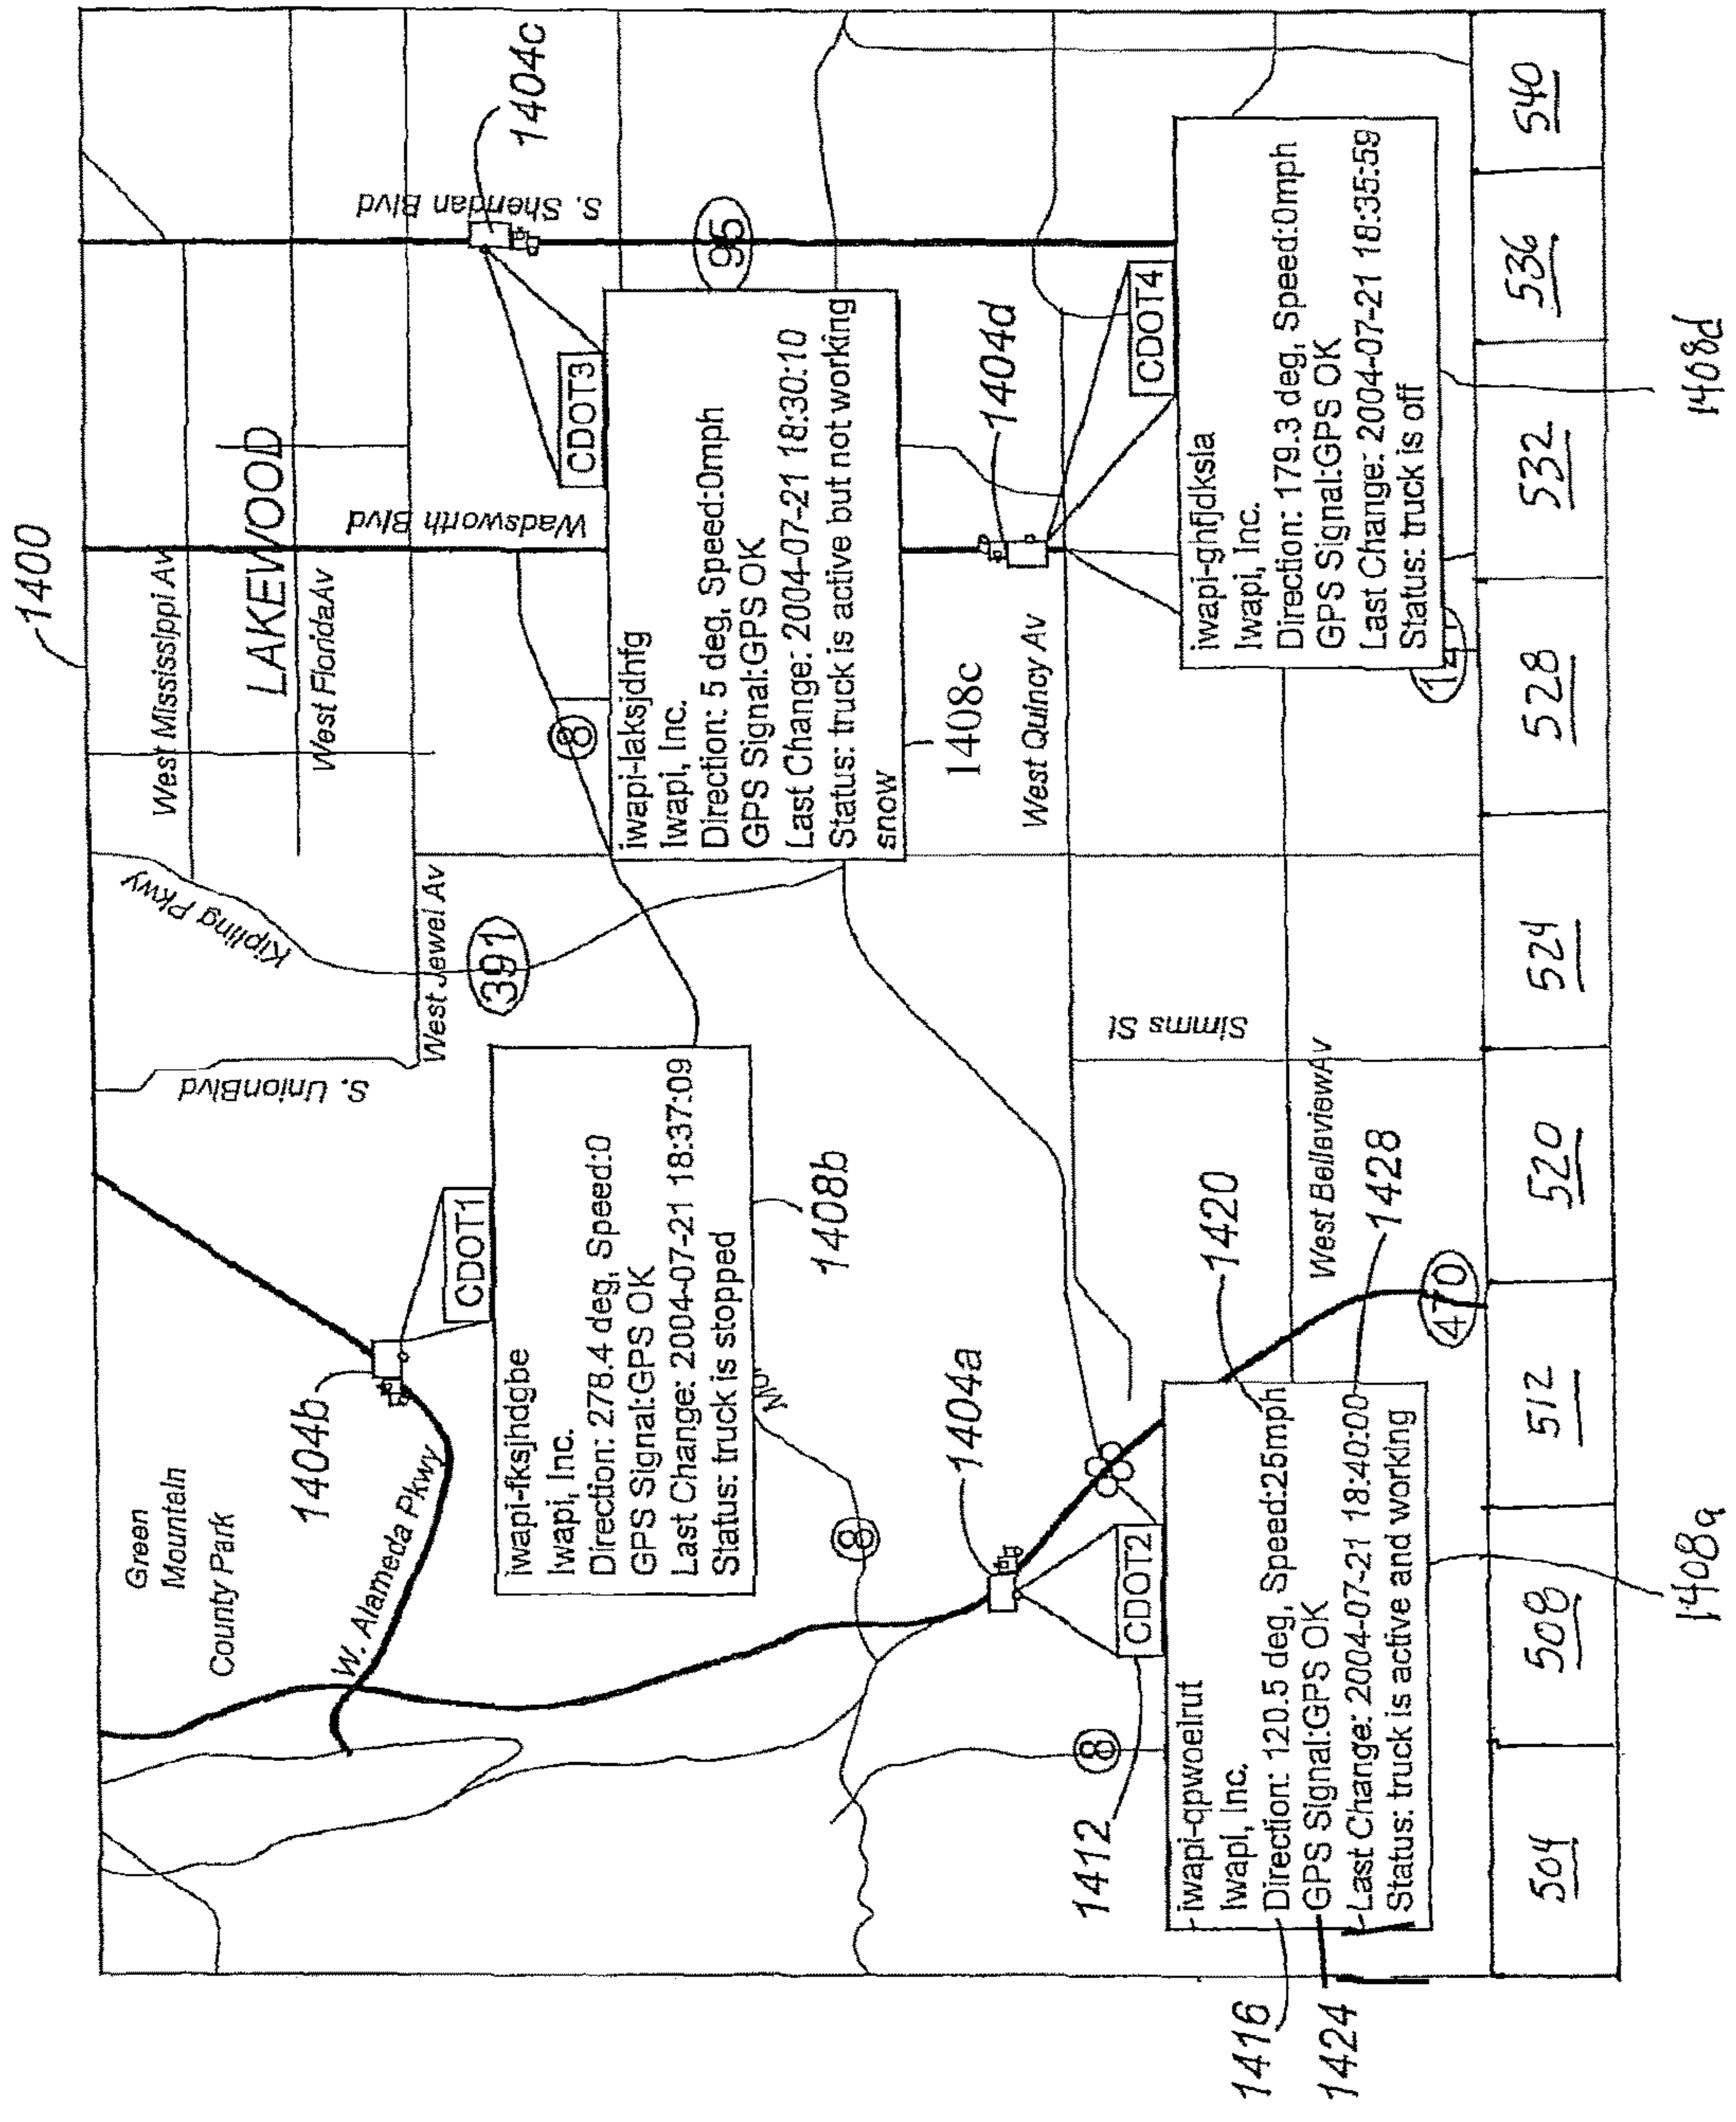 1400
Green
Mountain
County Park
W. Alameda Pkwy
1404b
S. UnionBlvd
Kipling Pkwy
West Mississippi Av
LAKEWOOD
West FloridaAv
West Jewel Av
391
Wadsworth Blvd
S. Sheridan Blvd
1404c
CDOT1
iwapi-fksjhdgbe
Iwapi, Inc.
Direction: 278.4 deg, Speed:0
GPS Signal:GPS OK
Last Change: 2004-07-21 18:37:09
Status: truck is stopped
1408b
8
CDOT3
iwapi-laksjdhfg
Iwapi, Inc.
Direction: 5 deg, Speed:0mph
GPS Signal:GPS OK
Last Change: 2004-07-21 18:30:10
Status: truck is active but not working
snow
1408c
95
8
1404a
1404d
West Quincy Av
Simms St
8
1412
CDOT2
iwapi-qpwoeirut
Iwapi, Inc.
Direction: 120.5 deg, Speed:25mph
GPS Signal:GPS OK
Last Change: 2004-07-21 18:40:00
Status: truck is active and working
1416
1424
1420
1428
West BelleviewAv
470
CDOT4
iwapi-ghfjdksla
Iwapi, Inc.
Direction: 179.3 deg, Speed:0mph
GPS Signal:GPS OK
Last Change: 2004-07-21 18:35:59
Status: truck is off
504 508 512 520 524 528 532 536 540
1408a
1408d